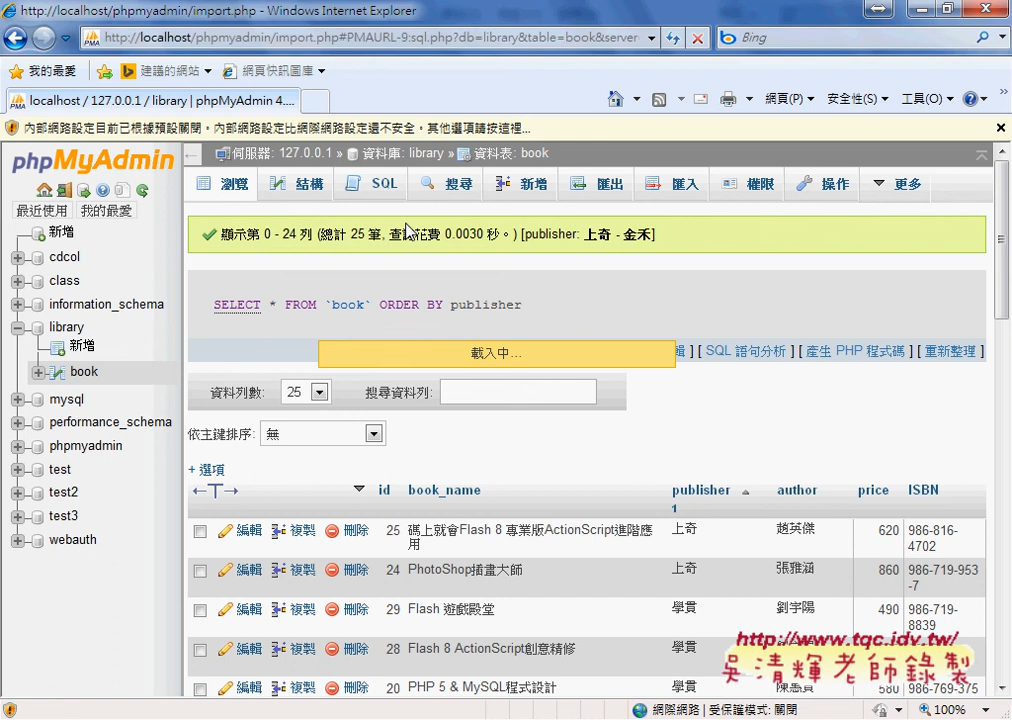 http://localhost/phpmyadmin/import.php - Windows Internet Explorer
http://localhost/phpmyadmin/import.php#PMAURL-9:sql.php?db=library&table=book&server
Bing
我的最愛
建議的網站
網頁快訊圖庫
localhost / 127.0.0.1 / library | phpMyAdmin 4....
網頁(P)
安全性(S)
工具(O)
內部網路設定目前已根據預設關閉，內部網路設定比網際網路設定還不安全，其他選項請按這裡...
phpMyAdmin
最近使用 我的最愛
新增
cdcol
class
information_schema
library
新增
book
mysql
performance_schema
phpmyadmin
test
test2
test3
webauth
伺服器: 127.0.0.1 » 資料庫: library » 資料表: book
瀏覽 結構 SQL 搜尋 新增 匯出 匯入 權限 操作 更多
顯示第 0 - 24 列 (總計 25 筆, 查詢花費 0.0030 秒。) [publisher: 上奇 - 金禾]
SELECT * FROM `book` ORDER BY publisher
載入中...
輯 ] [ SQL 語句分析 ] [ 產生 PHP 程式碼 ] [ 重新整理 ]
資料列數: 25 搜尋資料列:
依主鍵排序: 無
+ 選項
←T→ id book_name publisher 1 author price ISBN
編輯 複製 刪除 25 碼上就會Flash 8 專業版ActionScript進階應用 上奇 趙英傑 620 986-816-4702
編輯 複製 刪除 24 PhotoShop插畫大師 上奇 張雅涵 860 986-719-953-7
編輯 複製 刪除 29 Flash 遊戲殿堂 學貫 劉宇陽 490 986-719-8839
編輯 複製 刪除 28 Flash 8 ActionScript創意精修 學貫
編輯 複製 刪除 20 PHP 5 & MySQL程式設計 學貫 580 986-769-375
http://www.tqc.idv.tw/
吳清輝老師錄製
網際網路 | 受保護模式: 關閉
100%